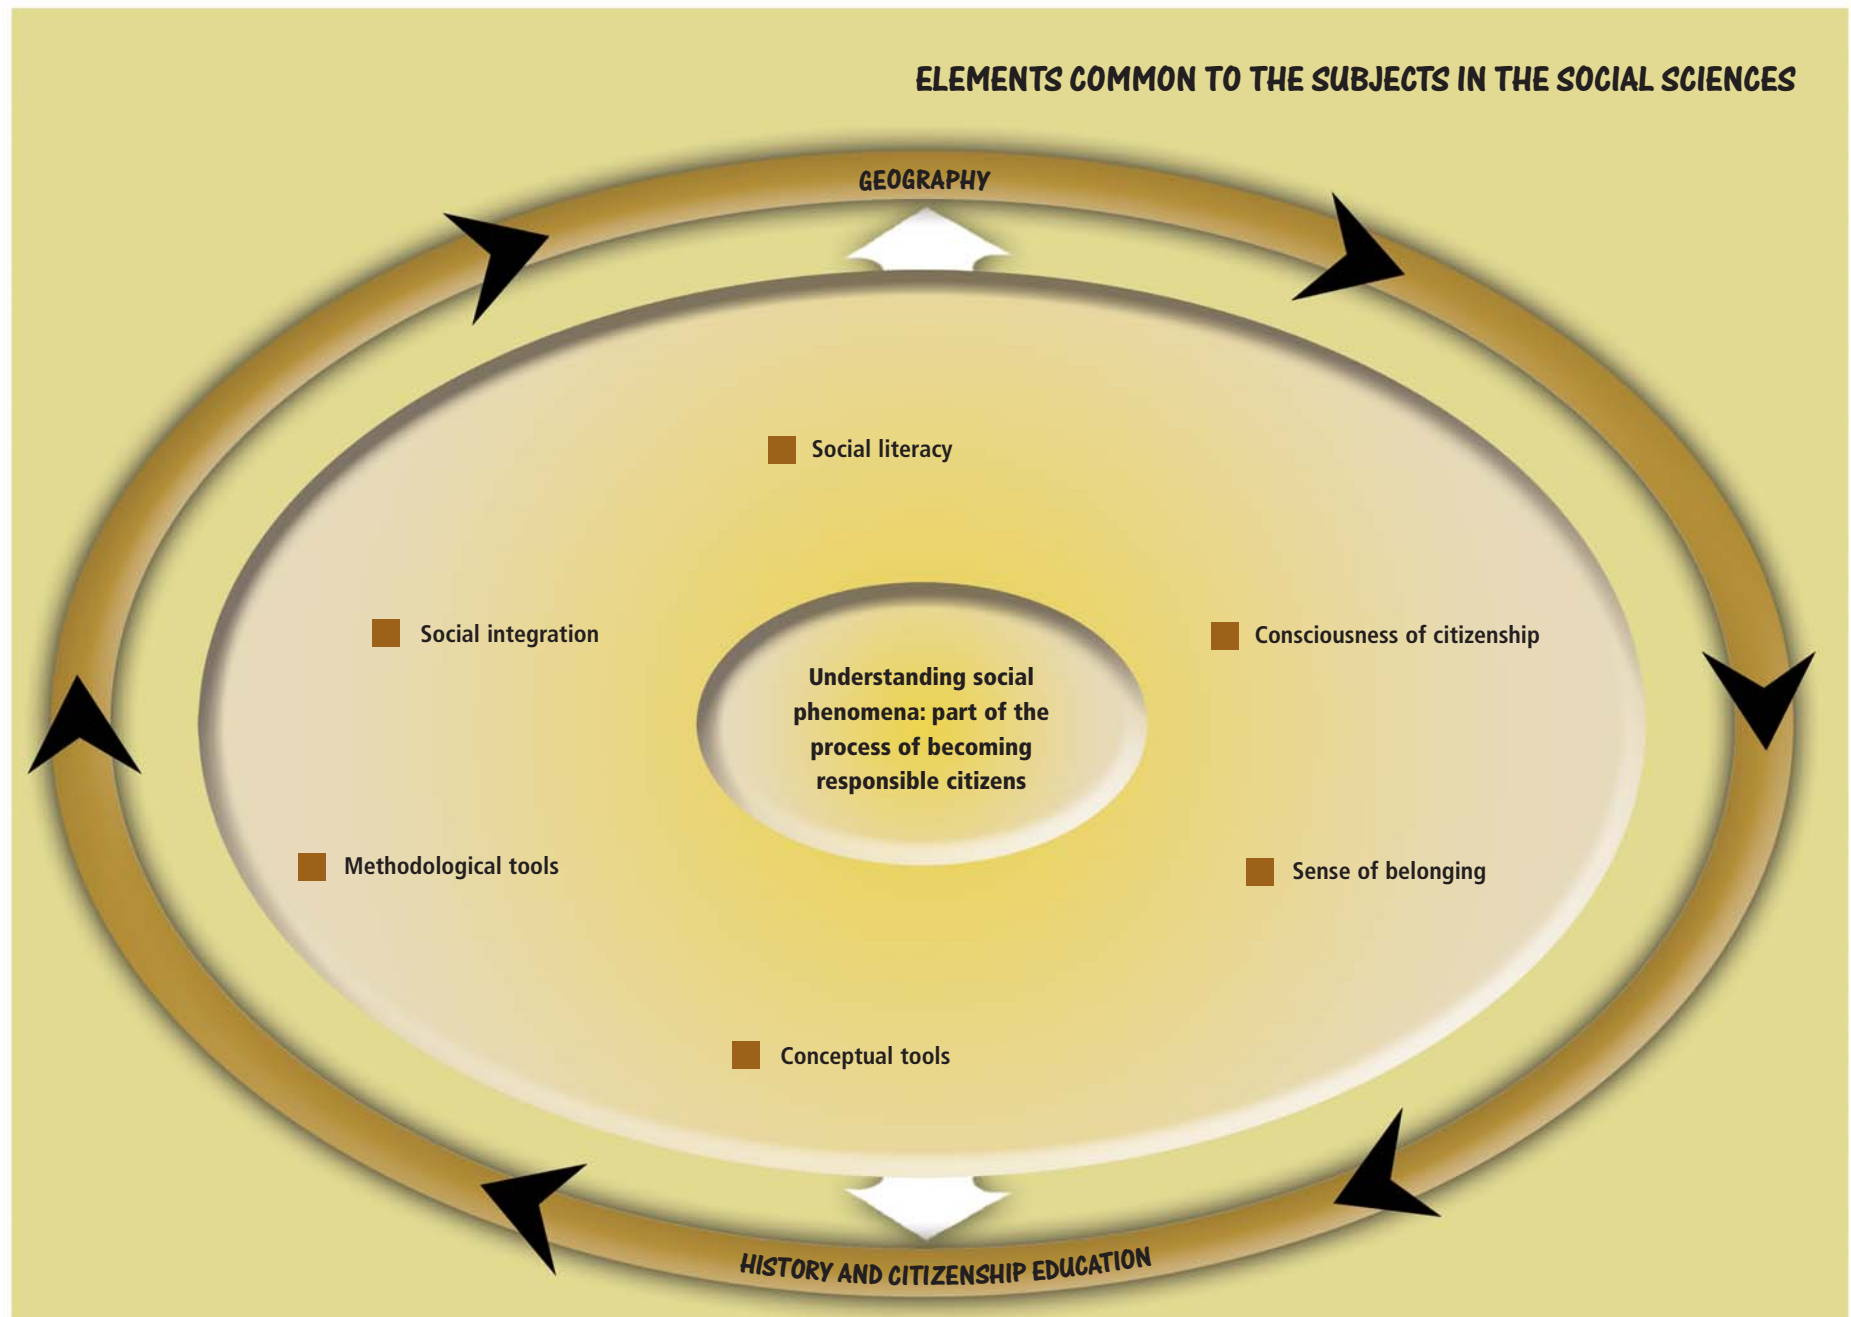 ELEMENTS COMMON TO THE SUBJECTS IN THE SOCIAL SCIENCES
GEOGRAPHY
Social literacy
Social integration
Consciousness of citizenship
Understanding social
phenomena: part of the
process of becoming
responsible citizens
Methodological tools
Sense of belonging
Conceptual tools
HISTORY AND CITIZENSHIP EDUCATION